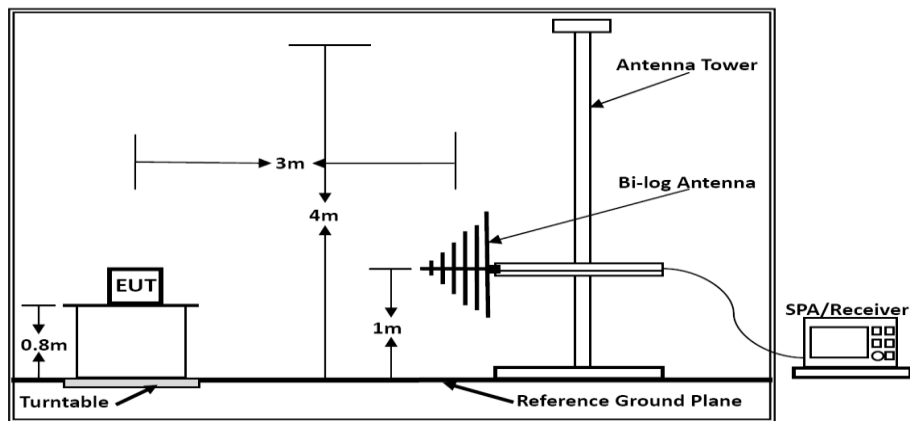 Antenna Tower
3m
Bi-log Antenna
4m
EUT
SPA/Receiver
1m
0.8m
Turntable
Reference Ground Plane